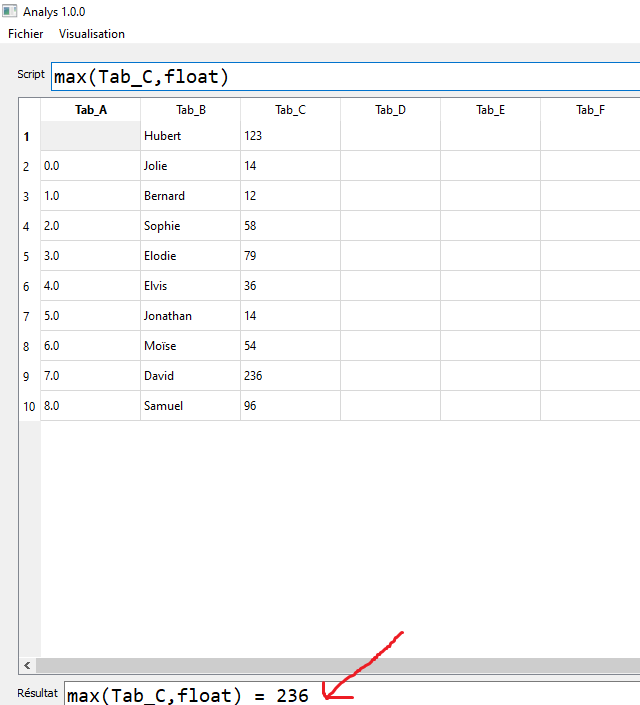 Analys 1.0.0
Fichier Visualisation
Script max(Tab_C,float)
Tab_A Tab_B Tab_C Tab_D Tab_E Tab_F
1 Hubert 123
2 0.0 Jolie 14
3 1.0 Bernard 12
4 2.0 Sophie 58
5 3.0 Elodie 79
6 4.0 Elvis 36
7 5.0 Jonathan 14
8 6.0 Moïse 54
9 7.0 David 236
10 8.0 Samuel 96
Résultat max(Tab_C,float) = 236